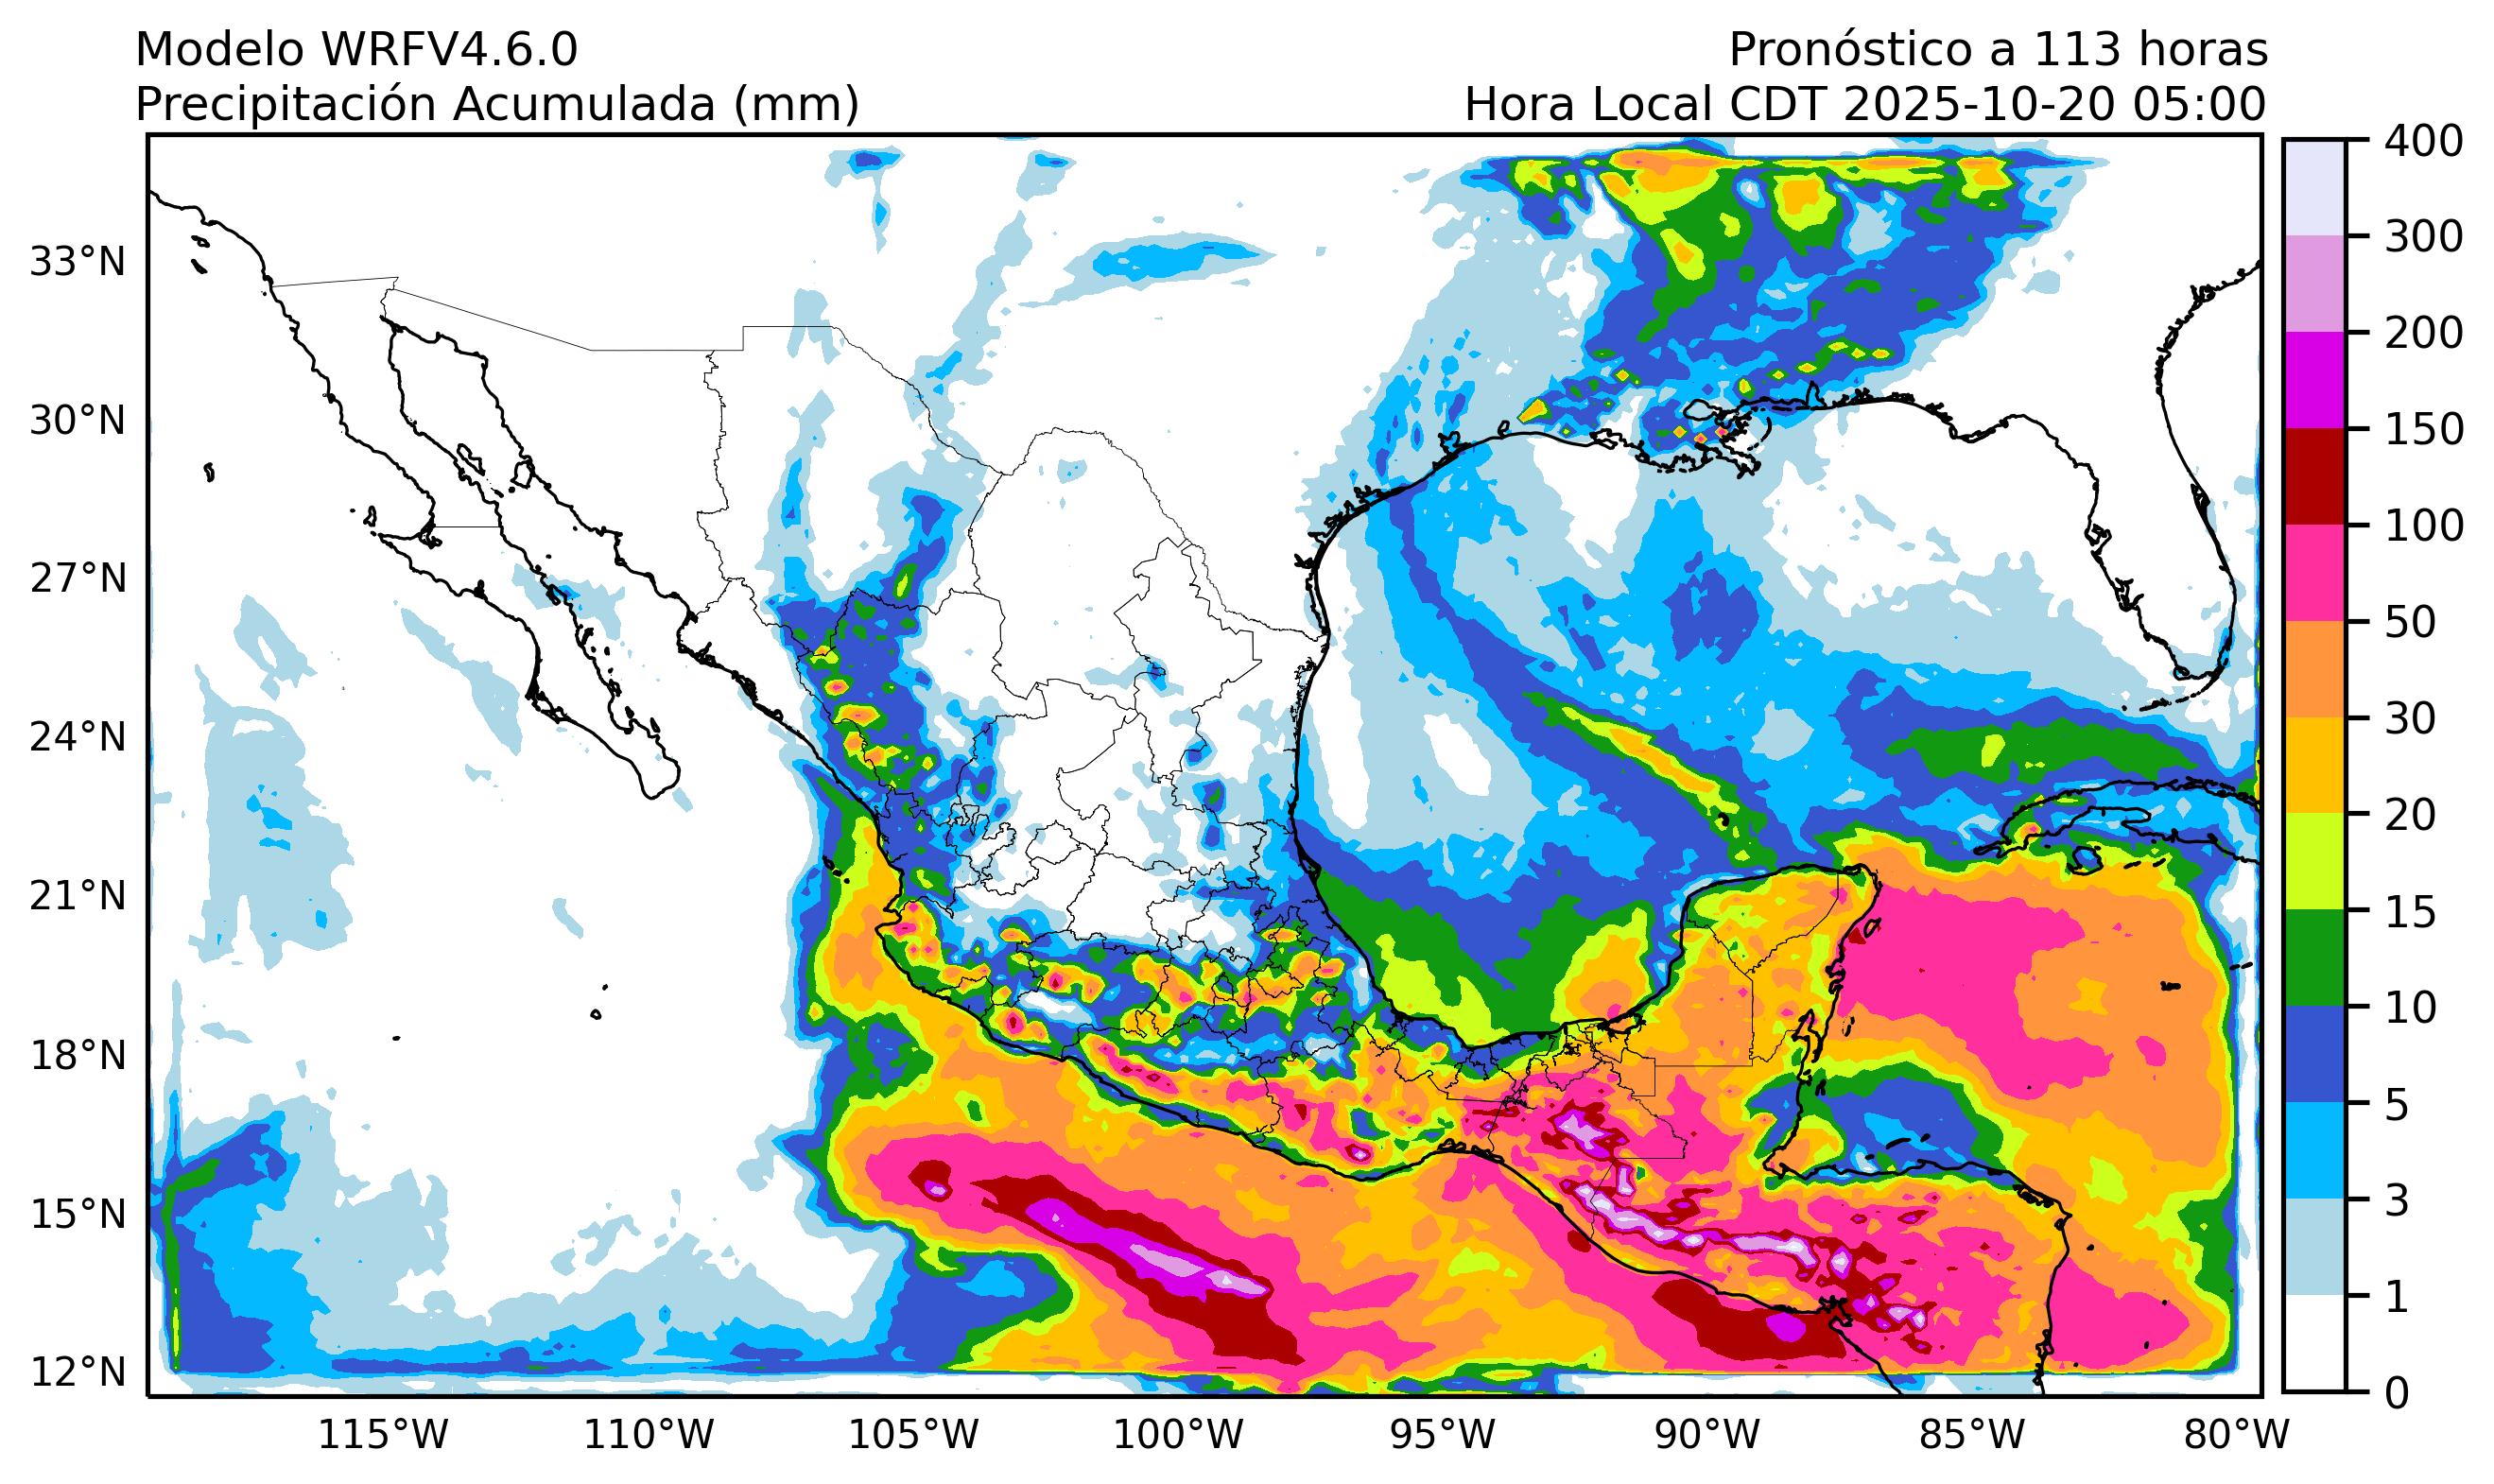 Modelo WRFV4.6.0
Pronóstico a 113 horas
Precipitación Acumulada (mm)
Hora Local CDT 2025-10-20 05:00
400
300
200
150
100
50
30
20
15
10
5
3
1
0
33°N
30°N
27°N
24°N
21°N
18°N
15°N
12°N
115°W
110°W
105°W
100°W
95°W
90°W
85°W
80°W